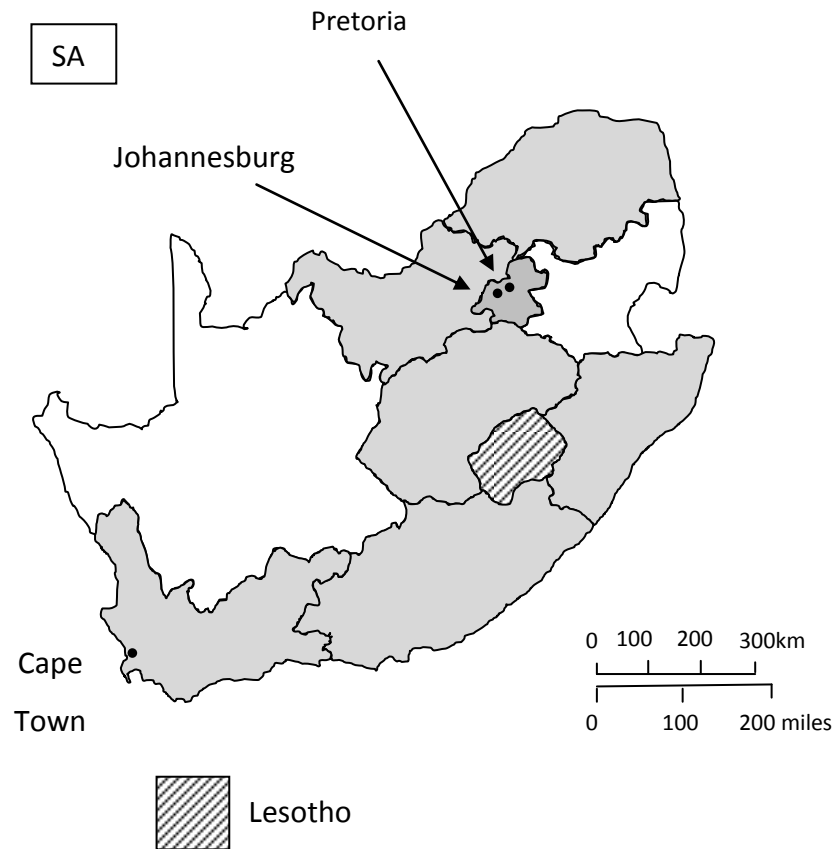 Pretoria
SA
Johannesburg
0 100 200 300km
Cape
Town
0 100 200 miles
Lesotho